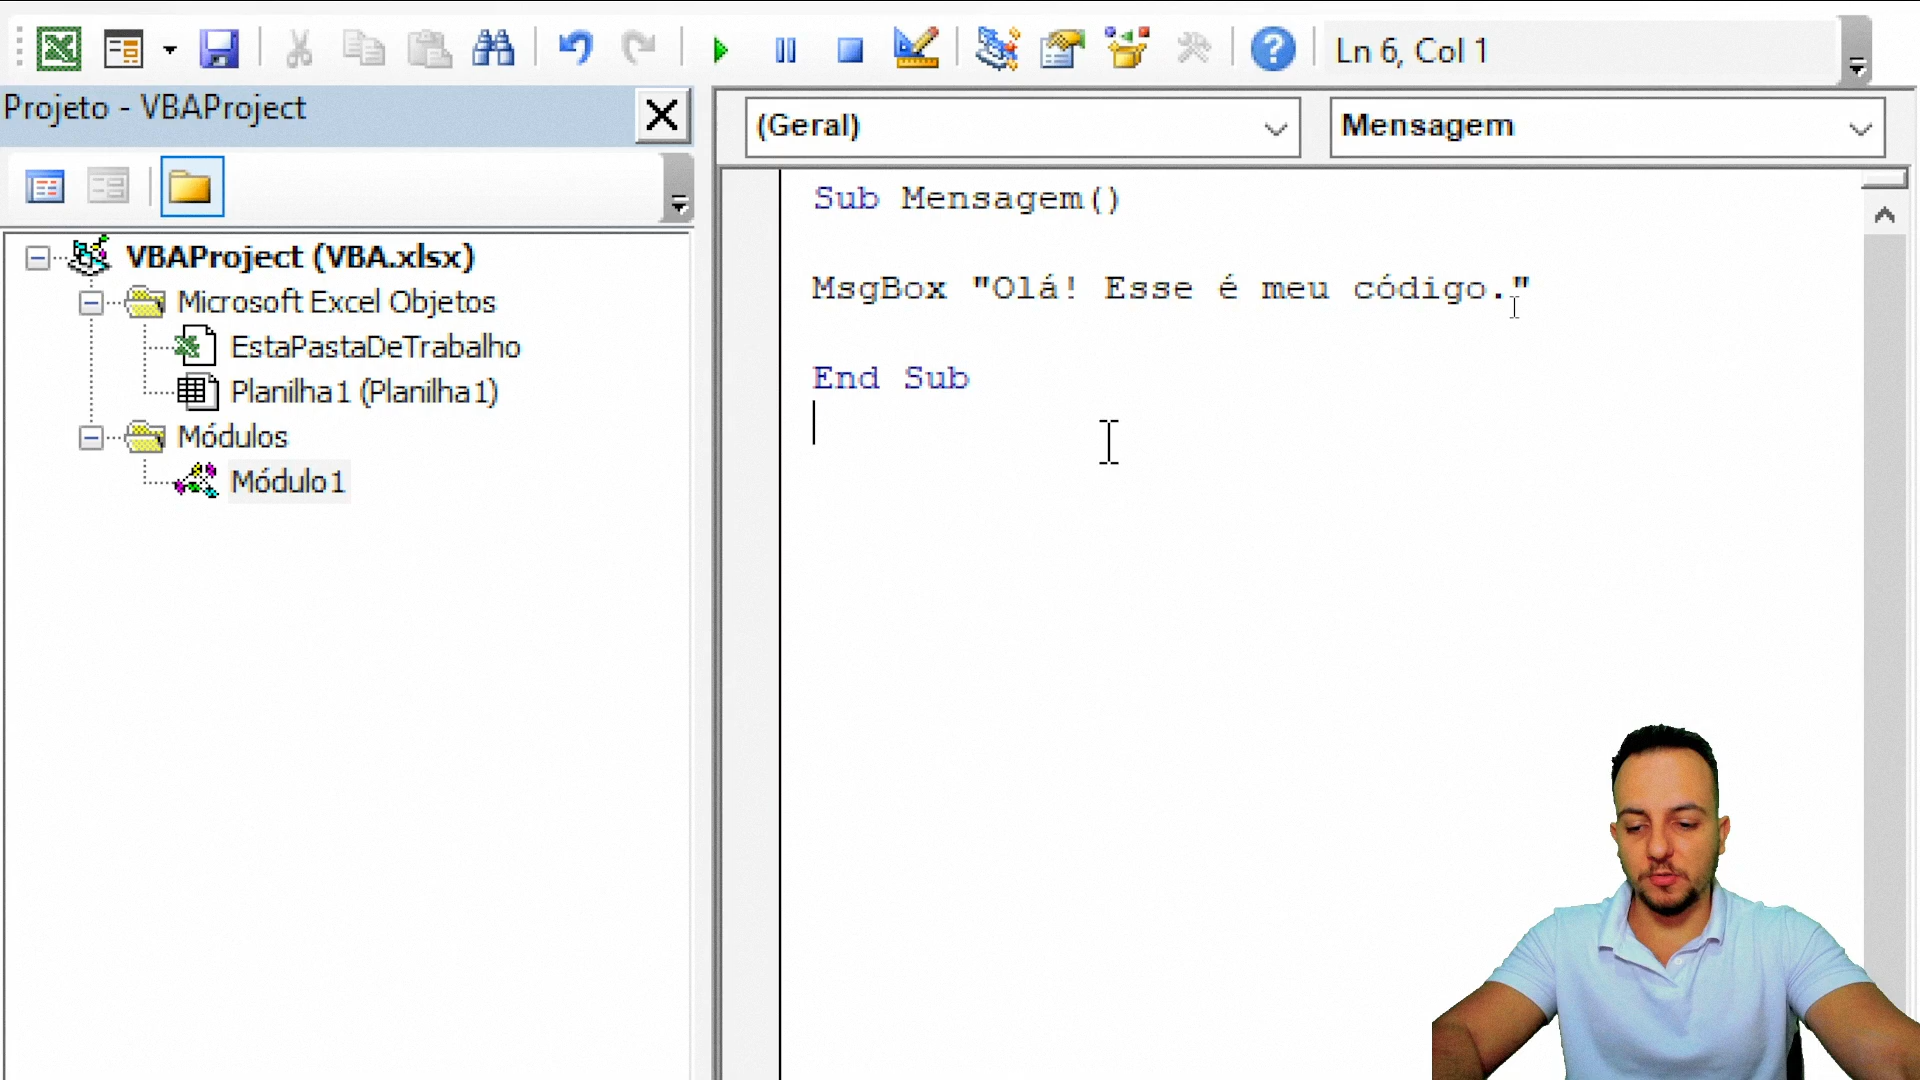 Ln 6, Col 1
Projeto - VBAProject
(Geral)
Mensagem
VBAProject (VBA.xlsx)
Microsoft Excel Objetos
EstaPastaDeTrabalho
Planilha1 (Planilha1)
Módulos
Módulo1
Sub Mensagem()
MsgBox "Olá! Esse é meu código."
End Sub